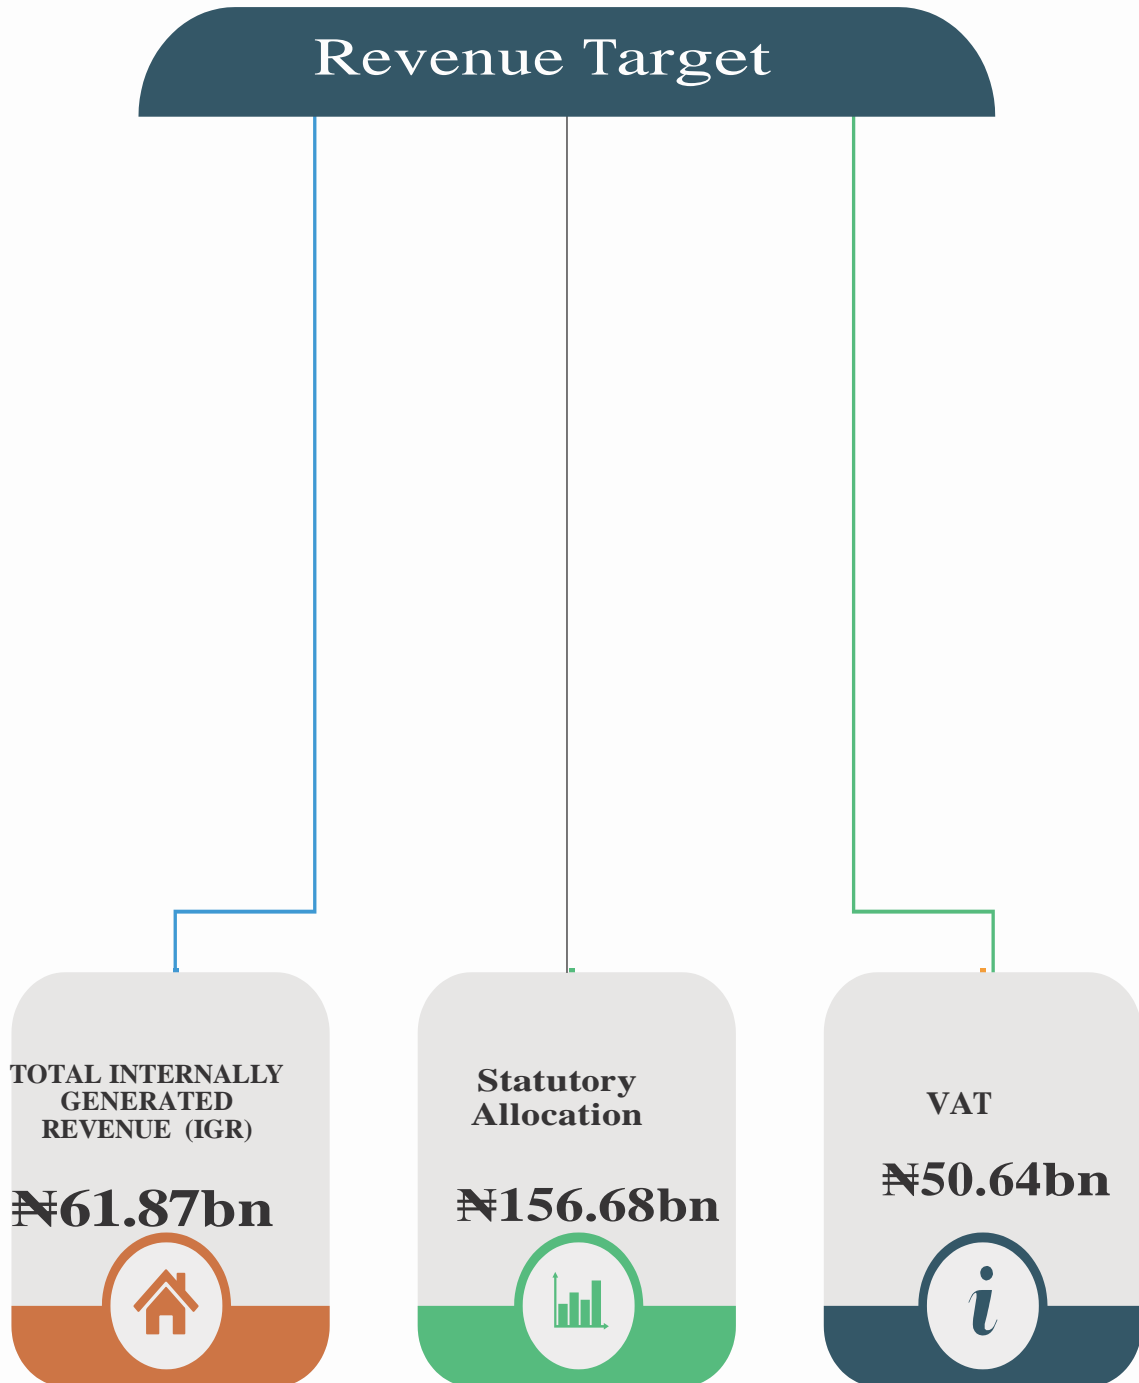 Revenue Target
TOTAL INTERNALLY
GENERATED
REVENUE (IGR)
₦61.87bn
Statutory
Allocation
₦156.68bn
VAT
₦50.64bn
i